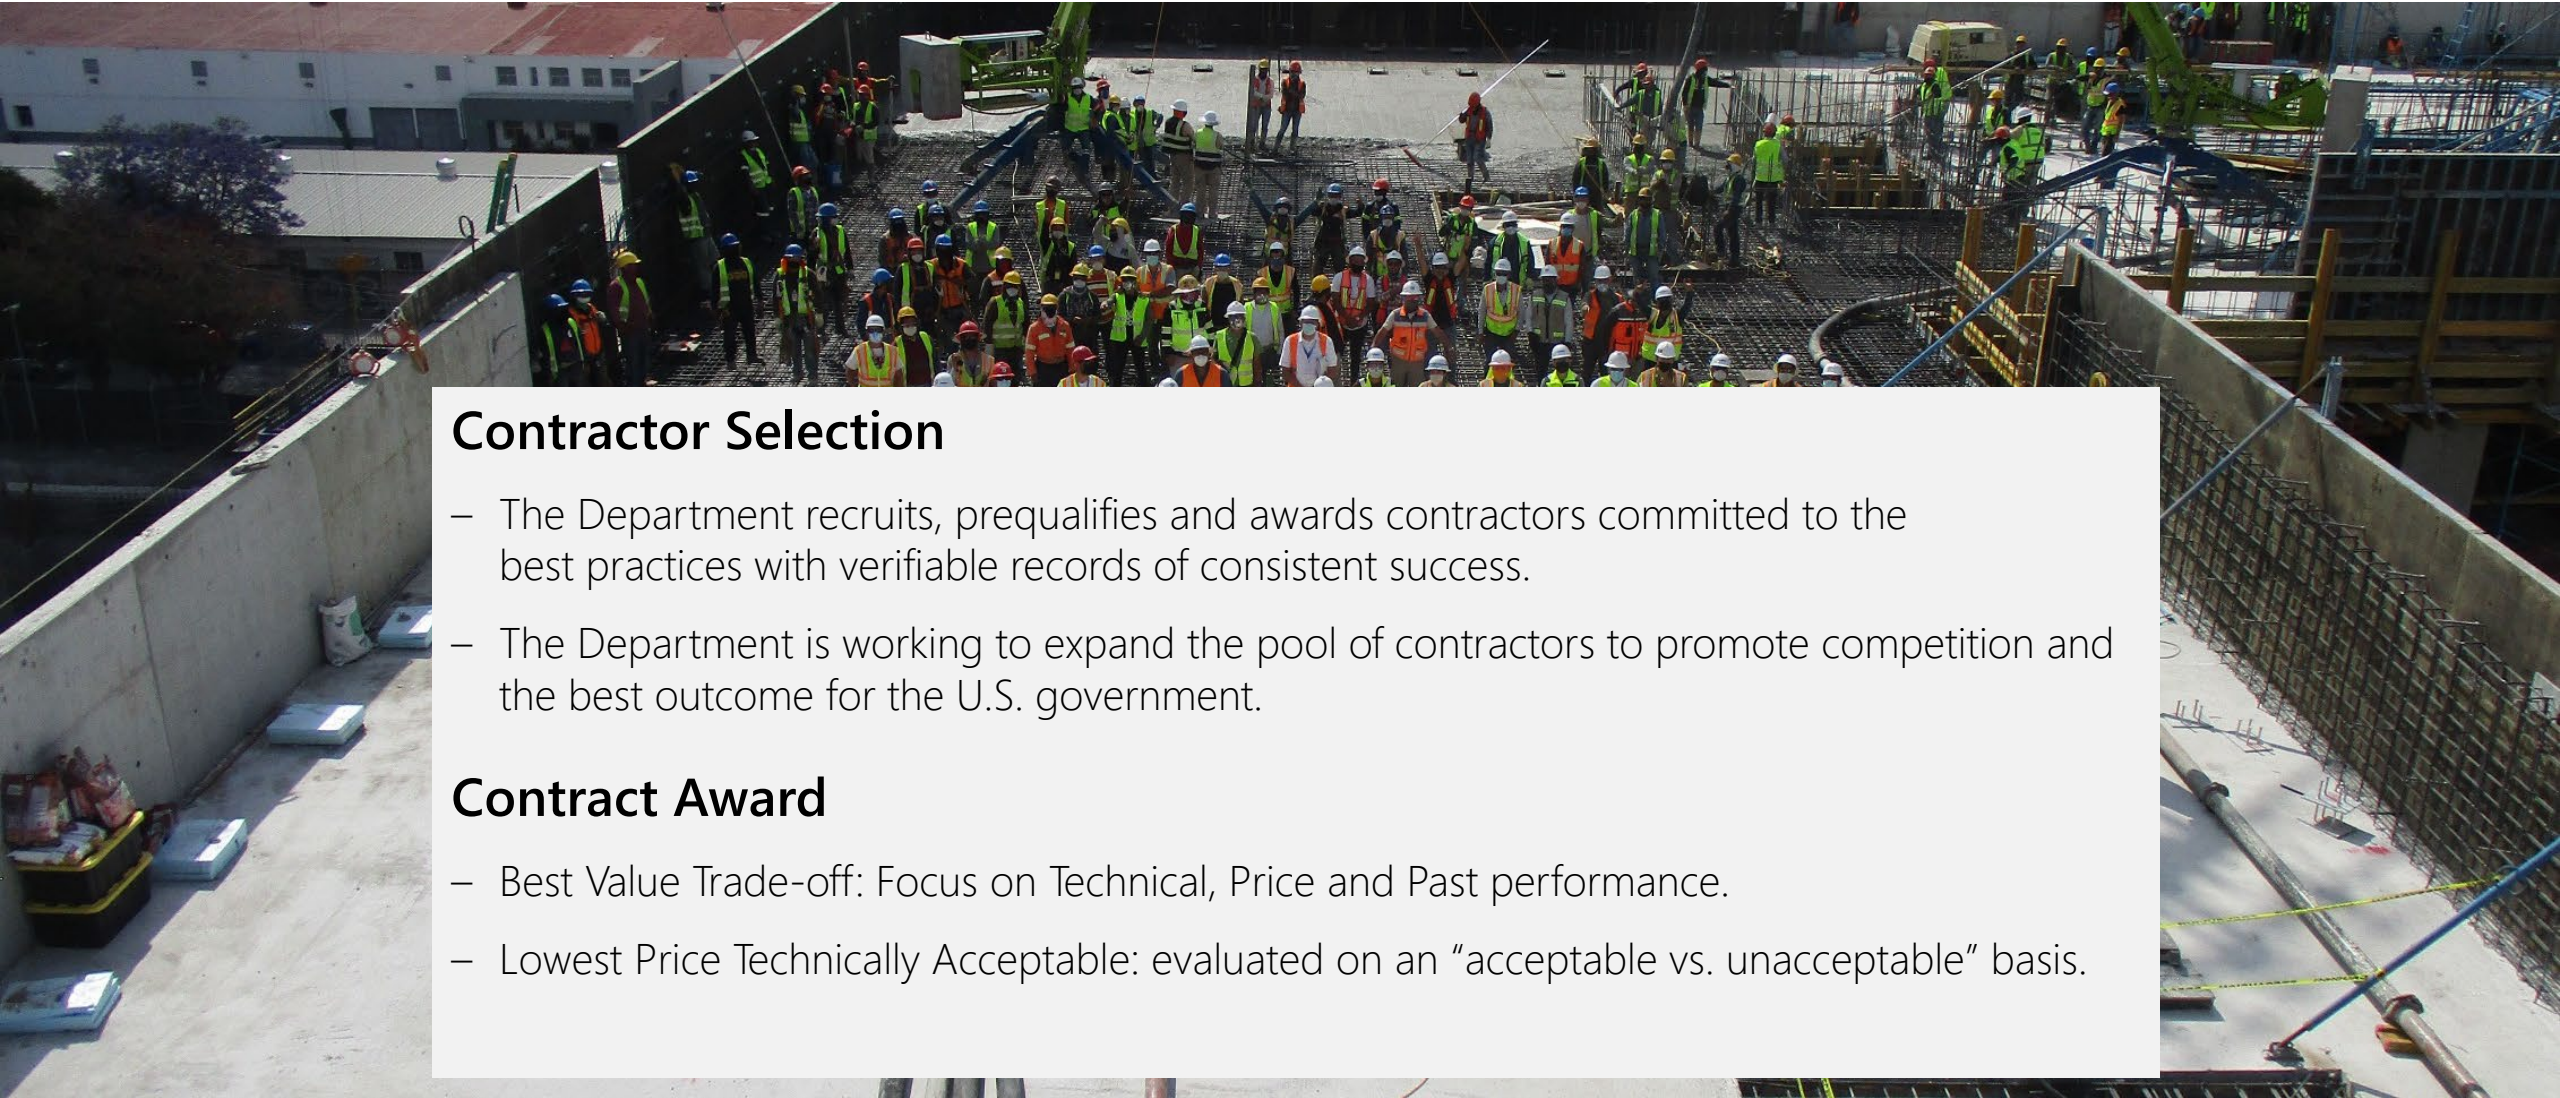 Contractor Selection
– The Department recruits, prequalifies and awards contractors committed to the
best practices with verifiable records of consistent success.
– The Department is working to expand the pool of contractors to promote competition and
the best outcome for the U.S. government.
Contract Award
– Best Value Trade-off: Focus on Technical, Price and Past performance.
– Lowest Price Technically Acceptable: evaluated on an “acceptable vs. unacceptable” basis.